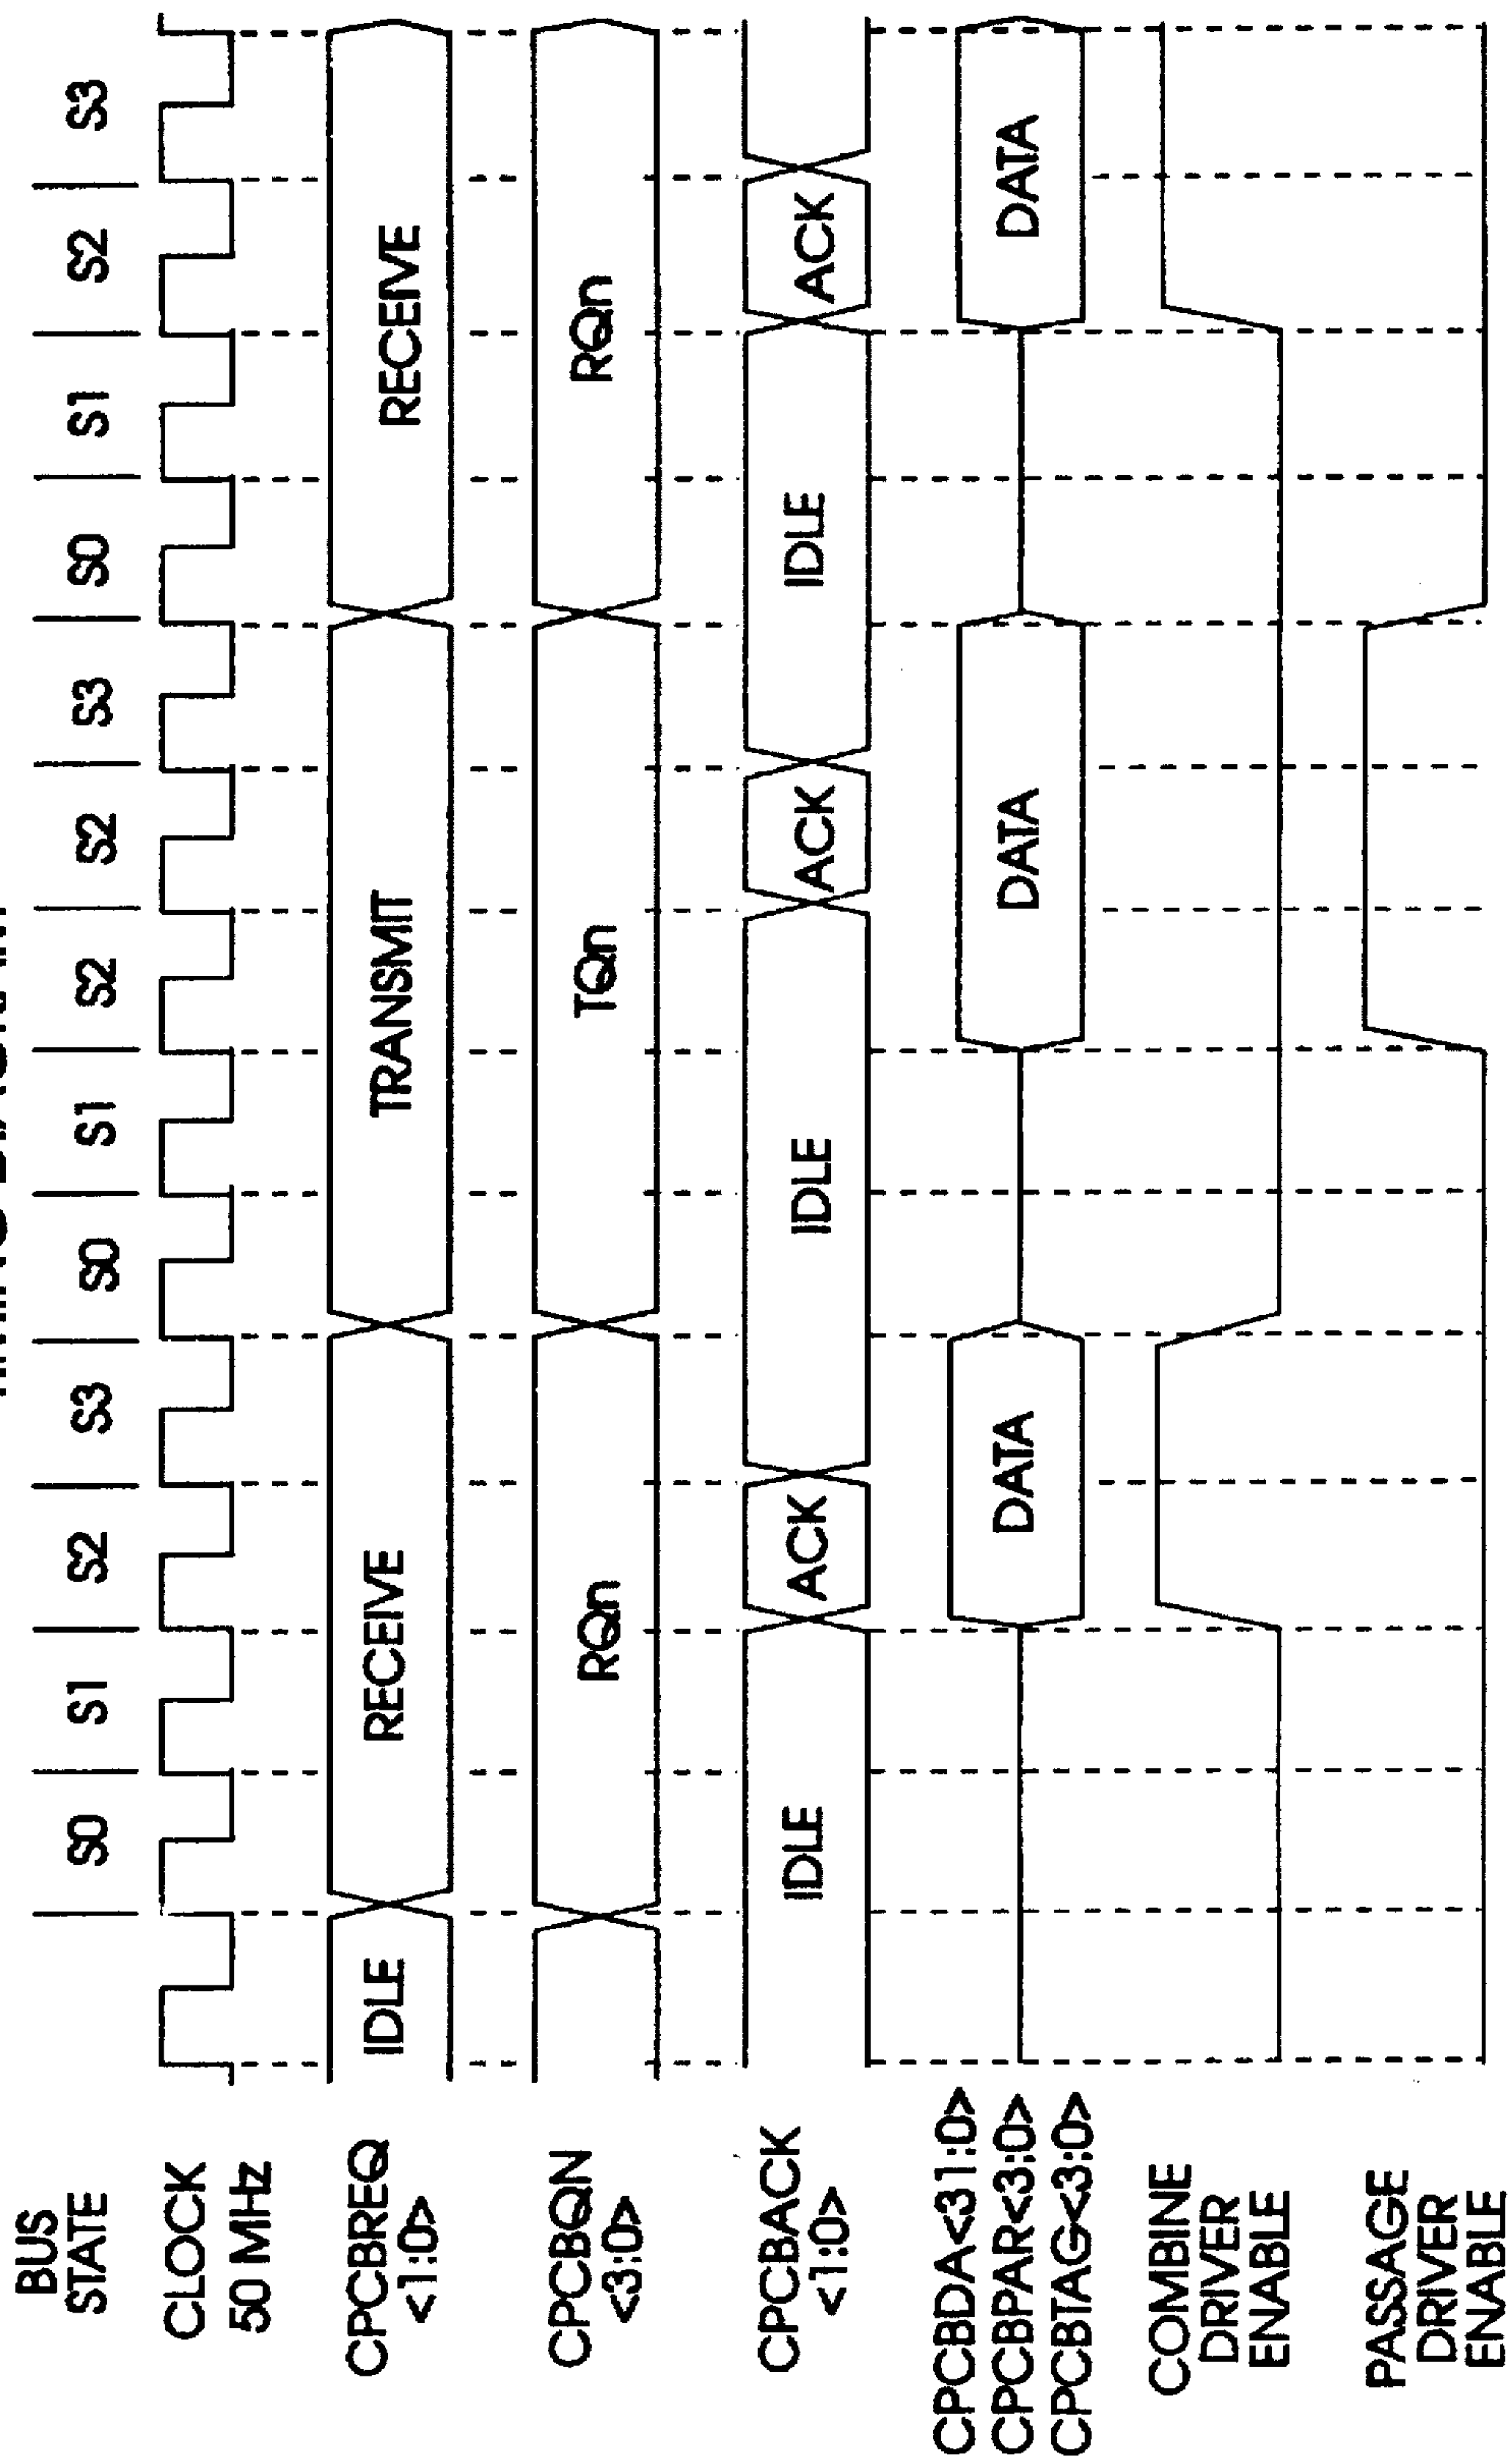 BUS
STATE
S0 S1 S2 S3 S0 S1 S2 S2 S3 S0 S1 S2 S3
CLOCK
50 MHz
CPCBREQ
<1:0>
IDLE RECEIVE TRANSMIT RECEIVE
CPCBQN
<3:0>
RQn TQn RQn
CPCBACK
<1:0>
IDLE ACK IDLE ACK IDLE ACK
CPCBDA<31:0>
CPCBPAR<3:0>
CPCBTAG<3:0>
DATA DATA DATA
COMBINE
DRIVER
ENABLE
PASSAGE
DRIVER
ENABLE